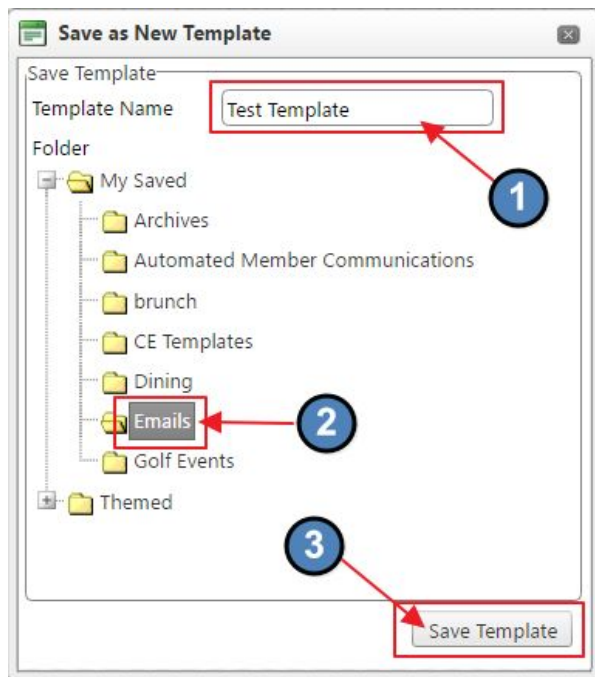 Save as New Template
Save Template
Template Name Test Template
1
Folder
My Saved
Archives
Automated Member Communications
brunch
CE Templates
Dining
Emails
2
Golf Events
Themed
3
Save Template